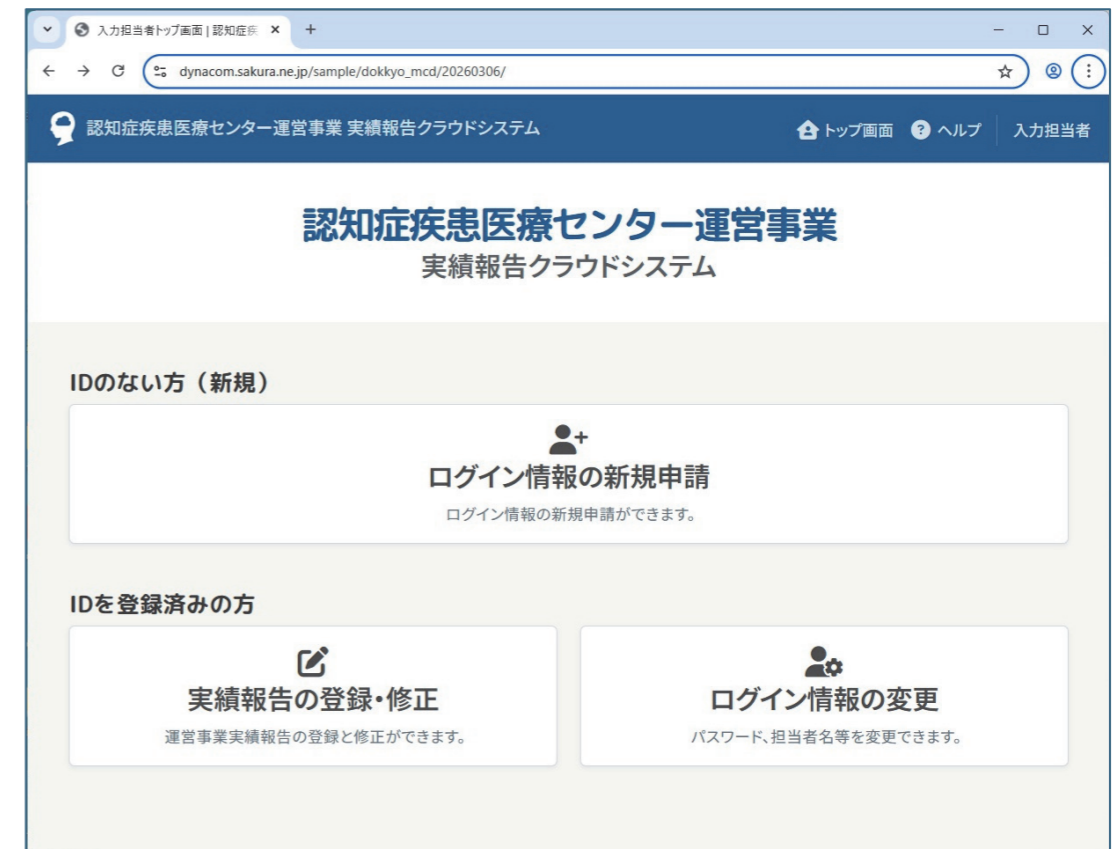 入力担当者トップ画面 | 認知症疾
dynacom.sakura.ne.jp/sample/dokkyo_mcd/20260306/
認知症疾患医療センター運営事業 実績報告クラウドシステム
トップ画面 ヘルプ 入力担当者
認知症疾患医療センター運営事業
実績報告クラウドシステム
IDのない方（新規）
ログイン情報の新規申請
ログイン情報の新規申請ができます。
IDを登録済みの方
実績報告の登録・修正
運営事業実績報告の登録と修正ができます。
ログイン情報の変更
パスワード、担当者名等を変更できます。